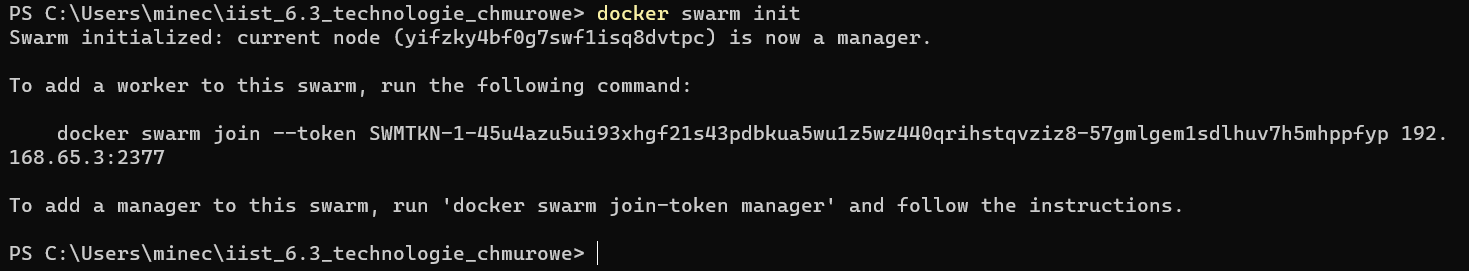 PS C:\Users\minec\iist_6.3_technologie_chmurowe> docker swarm init
Swarm initialized: current node (yifzky4bf0g7swf1isq8dvtpc) is now a manager.
To add a worker to this swarm, run the following command:
docker swarm join --token SWMTKN-1-45u4azu5ui93xhgf21s43pdbkua5wu1z5wz440qrihstqvziz8-57gmlgem1sdlhuv7h5mhppfyp 192.
168.65.3:2377
To add a manager to this swarm, run 'docker swarm join-token manager' and follow the instructions.
PS C:\Users\minec\iist_6.3_technologie_chmurowe>